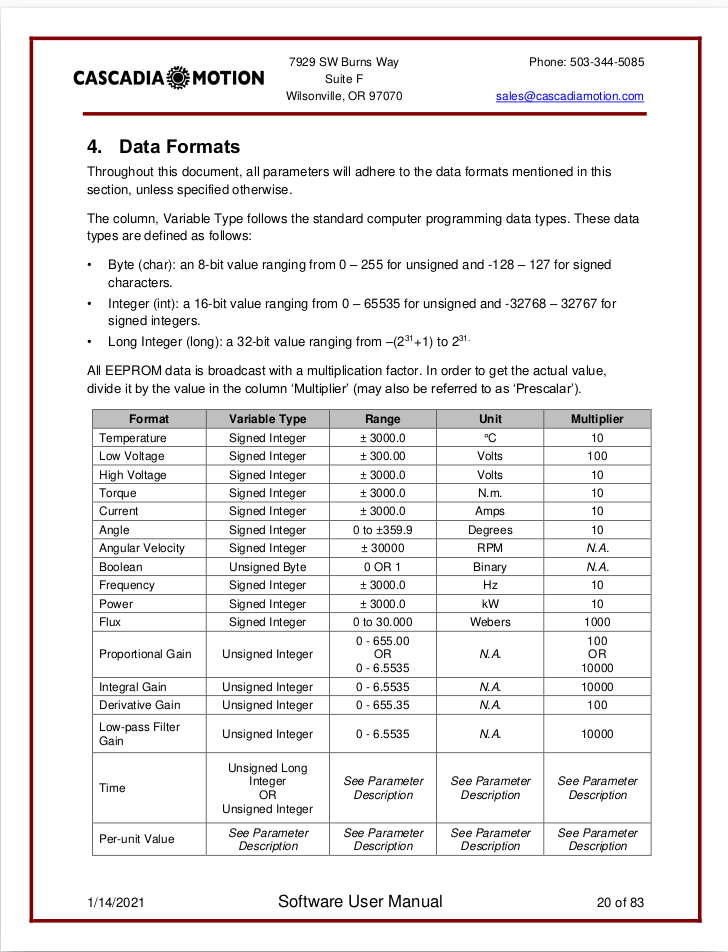 CASCADIA MOTION
7929 SW Burns Way
Suite F
Wilsonville, OR 97070
Phone: 503-344-5085
sales@cascadiamotion.com
4. Data Formats
Throughout this document, all parameters will adhere to the data formats mentioned in this
section, unless specified otherwise.
The column, Variable Type follows the standard computer programming data types. These data
types are defined as follows:
• Byte (char): an 8-bit value ranging from 0 – 255 for unsigned and -128 – 127 for signed
characters.
• Integer (int): a 16-bit value ranging from 0 – 65535 for unsigned and -32768 – 32767 for
signed integers.
• Long Integer (long): a 32-bit value ranging from –(2³¹+1) to 2³¹·
All EEPROM data is broadcast with a multiplication factor. In order to get the actual value,
divide it by the value in the column ‘Multiplier’ (may also be referred to as ‘Prescalar’).
Format Variable Type Range Unit Multiplier
Temperature Signed Integer ± 3000.0 °C 10
Low Voltage Signed Integer ± 300.00 Volts 100
High Voltage Signed Integer ± 3000.0 Volts 10
Torque Signed Integer ± 3000.0 N.m. 10
Current Signed Integer ± 3000.0 Amps 10
Angle Signed Integer 0 to ±359.9 Degrees 10
Angular Velocity Signed Integer ± 30000 RPM N.A.
Boolean Unsigned Byte 0 OR 1 Binary N.A.
Frequency Signed Integer ± 3000.0 Hz 10
Power Signed Integer ± 3000.0 kW 10
Flux Signed Integer 0 to 30.000 Webers 1000
Proportional Gain Unsigned Integer 0 - 655.00 OR 0 - 6.5535 N.A. 100 OR 10000
Integral Gain Unsigned Integer 0 - 6.5535 N.A. 10000
Derivative Gain Unsigned Integer 0 - 655.35 N.A. 100
Low-pass Filter Gain Unsigned Integer 0 - 6.5535 N.A. 10000
Time Unsigned Long Integer OR Unsigned Integer See Parameter Description See Parameter Description See Parameter Description
Per-unit Value See Parameter Description See Parameter Description See Parameter Description See Parameter Description
1/14/2021 Software User Manual 20 of 83